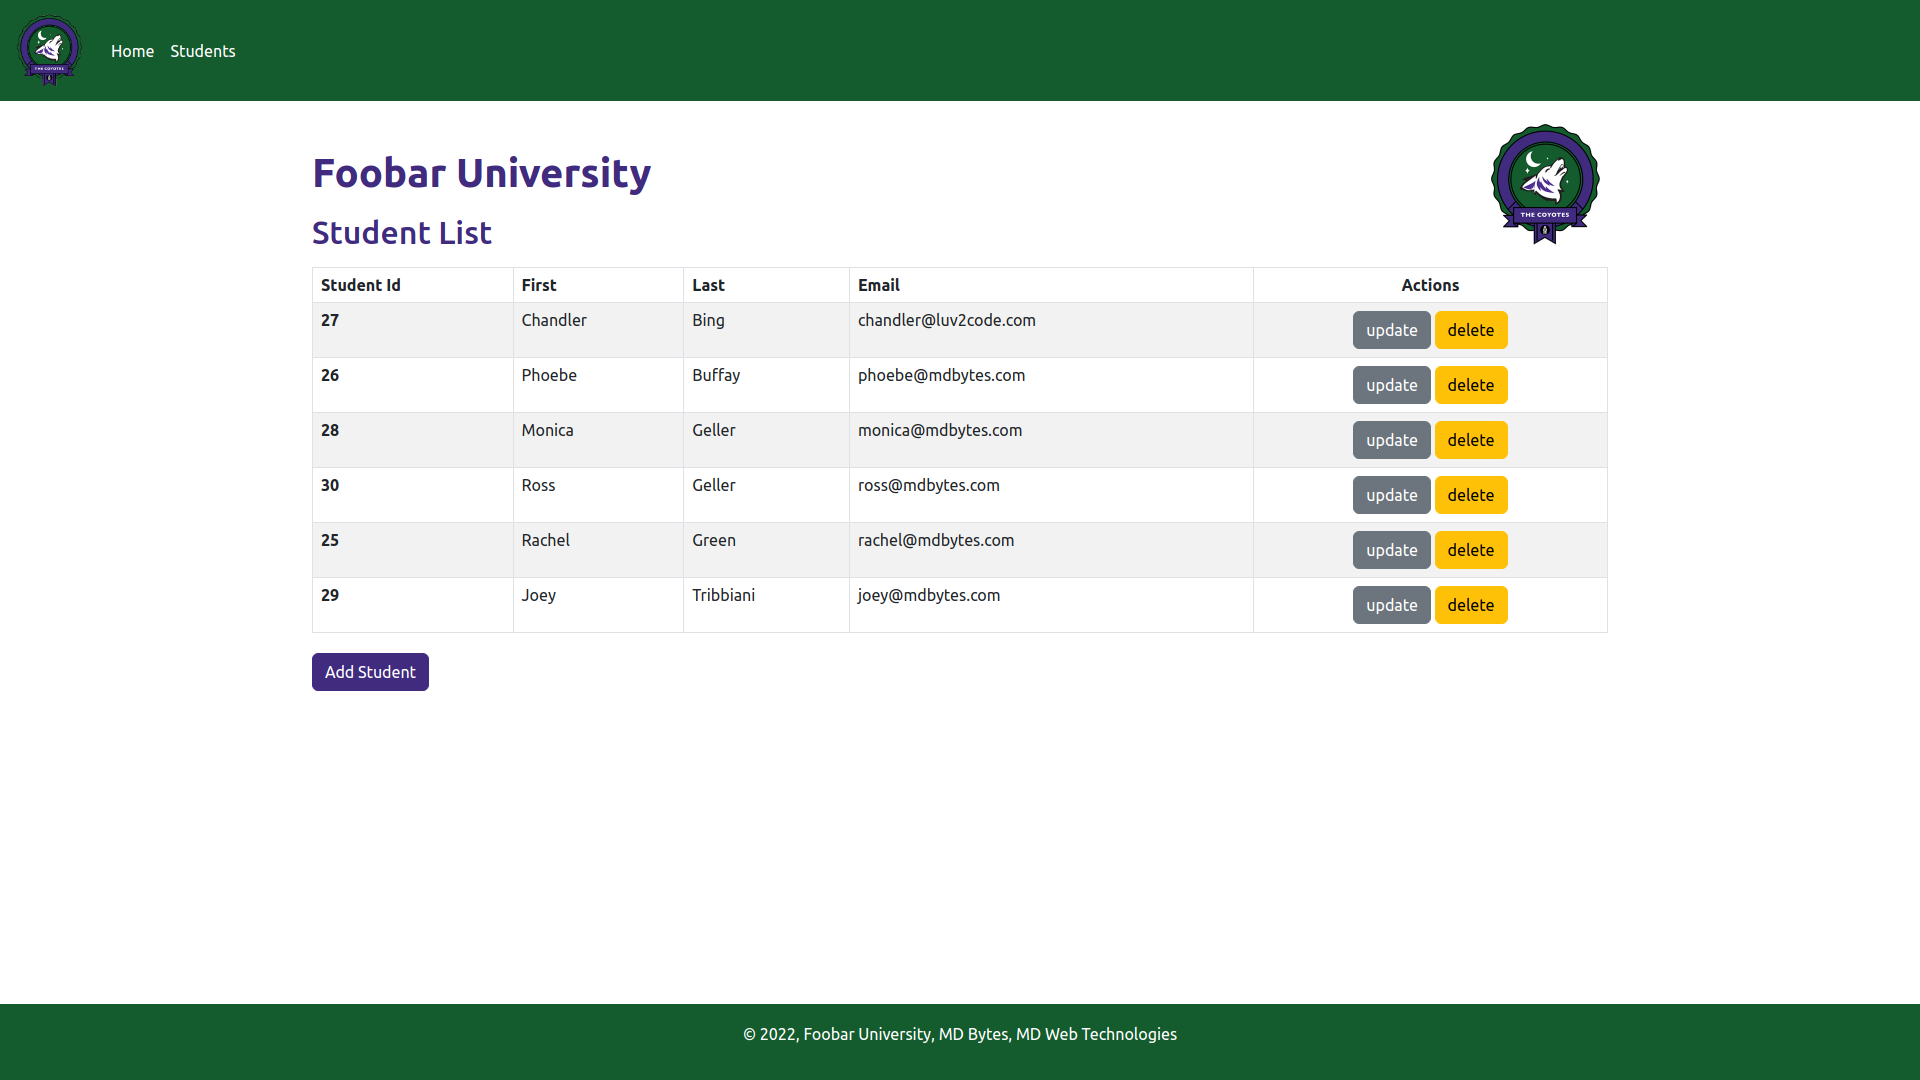 THE COYOTES
Home Students
Foobar University
THE COYOTES
Student List
Student Id First Last Email Actions
27 Chandler Bing chandler@luv2code.com update delete
26 Phoebe Buffay phoebe@mdbytes.com update delete
28 Monica Geller monica@mdbytes.com update delete
30 Ross Geller ross@mdbytes.com update delete
25 Rachel Green rachel@mdbytes.com update delete
29 Joey Tribbiani joey@mdbytes.com update delete
Add Student
© 2022, Foobar University, MD Bytes, MD Web Technologies